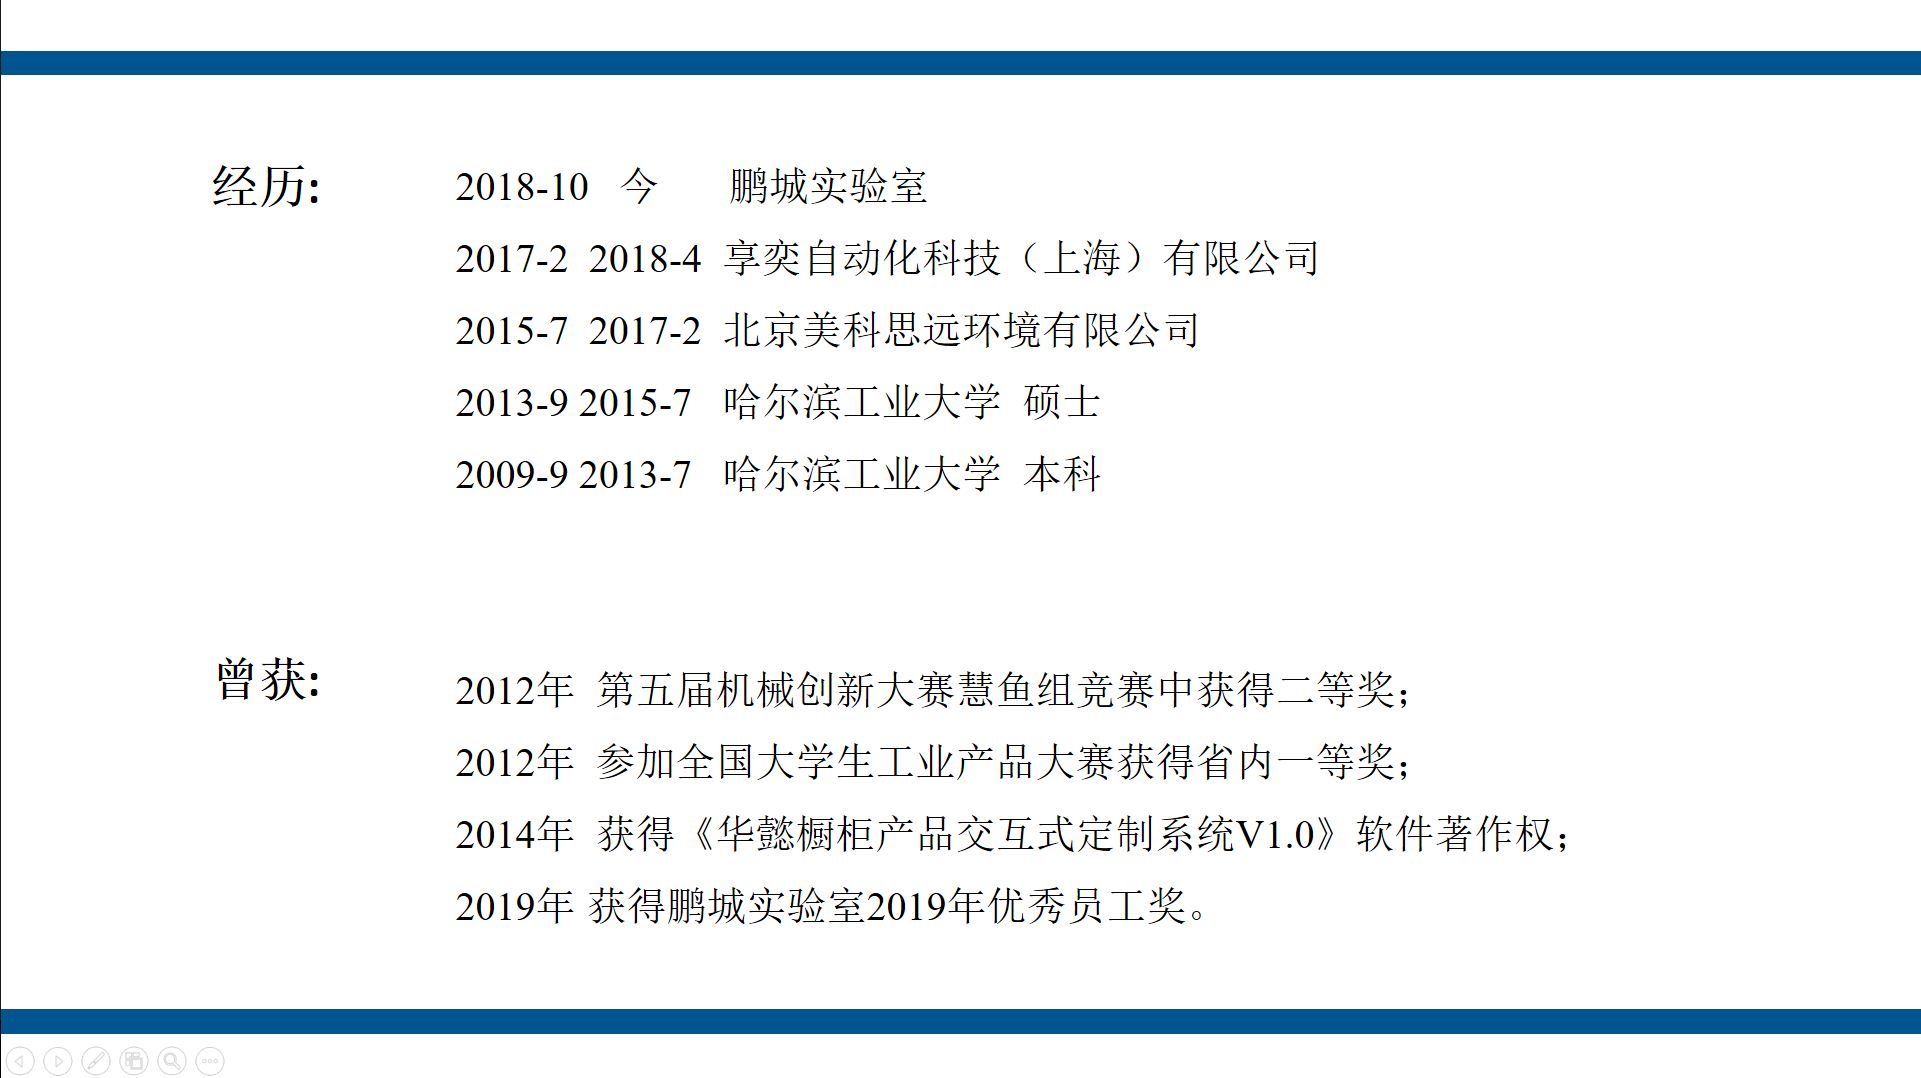 经历:
2018-10 今 鹏城实验室
2017-2 2018-4 享奕自动化科技（上海）有限公司
2015-7 2017-2 北京美科思远环境有限公司
2013-9 2015-7 哈尔滨工业大学 硕士
2009-9 2013-7 哈尔滨工业大学 本科
曾获:
2012年 第五届机械创新大赛慧鱼组竞赛中获得二等奖；
2012年 参加全国大学生工业产品大赛获得省内一等奖；
2014年 获得《华懿橱柜产品交互式定制系统V1.0》软件著作权；
2019年 获得鹏城实验室2019年优秀员工奖。